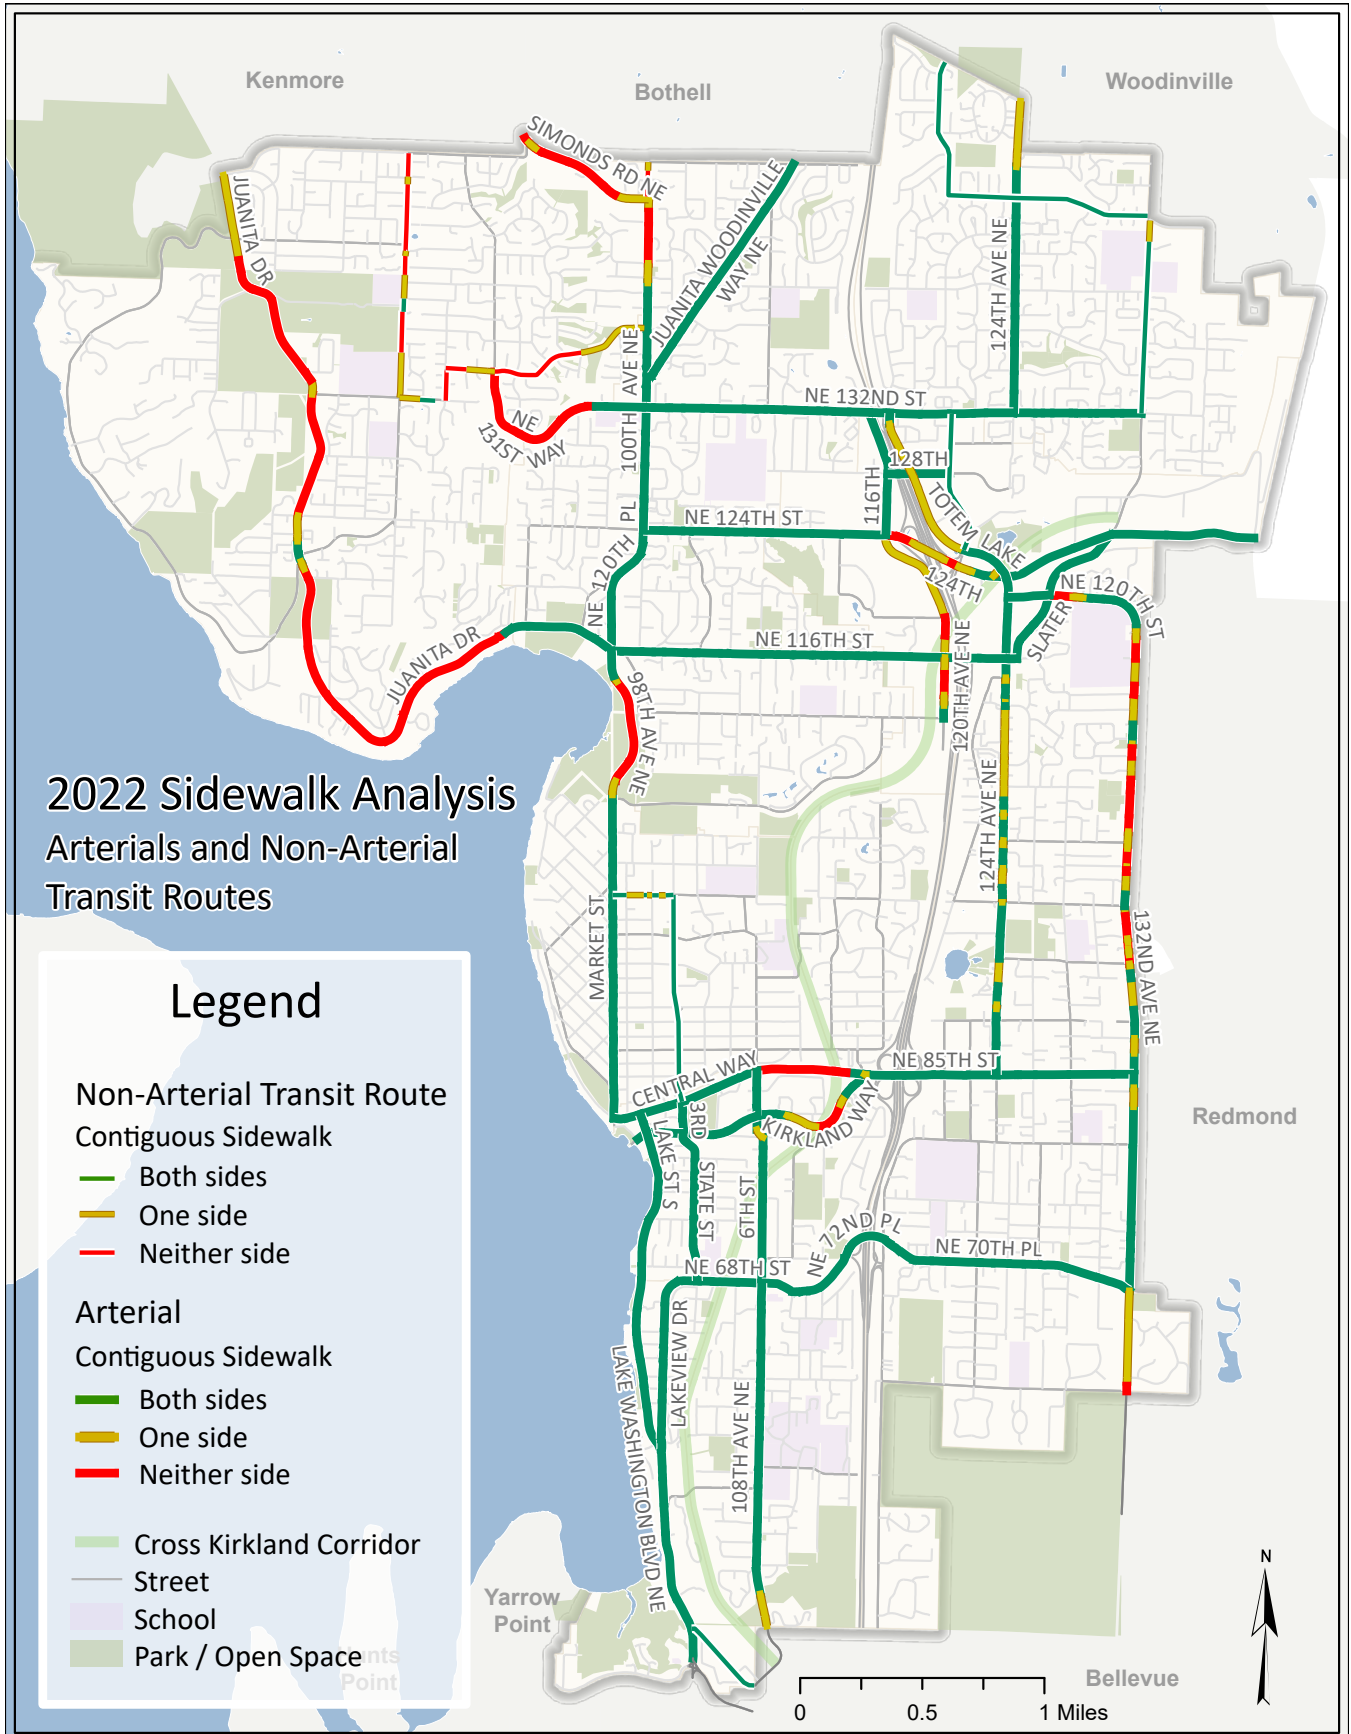 Kenmore
Bothell
Woodinville
SIMONDS RD NE
JUANITA DR
JUANITA WOODINVILLE
WAY NE
124TH AVE NE
100TH AVE NE
NE 132ND ST
NE
131ST WAY
128TH
116TH
TOTEM LAKE
NE 124TH ST
124TH
NE 120TH PL
NE 120TH ST
SLATER
NE 116TH ST
JUANITA DR
98TH AVE NE
120TH AVE NE
124TH AVE NE
2022 Sidewalk Analysis
Arterials and Non-Arterial
Transit Routes
MARKET ST
132ND AVE NE
CENTRAL WAY
NE 85TH ST
3RD
KIRKLAND WAY
Redmond
LAKE ST S
STATE ST
6TH ST
NE 72ND PL
NE 70TH PL
NE 68TH ST
LAKEVIEW DR
LAKE WASHINGTON BLVD NE
108TH AVE NE
Legend
Non-Arterial Transit Route
Contiguous Sidewalk
Both sides
One side
Neither side
Arterial
Contiguous Sidewalk
Both sides
One side
Neither side
Cross Kirkland Corridor
Street
School
Park / Open Space
Point
Yarrow
Point
Bellevue
N
0 0.5 1 Miles